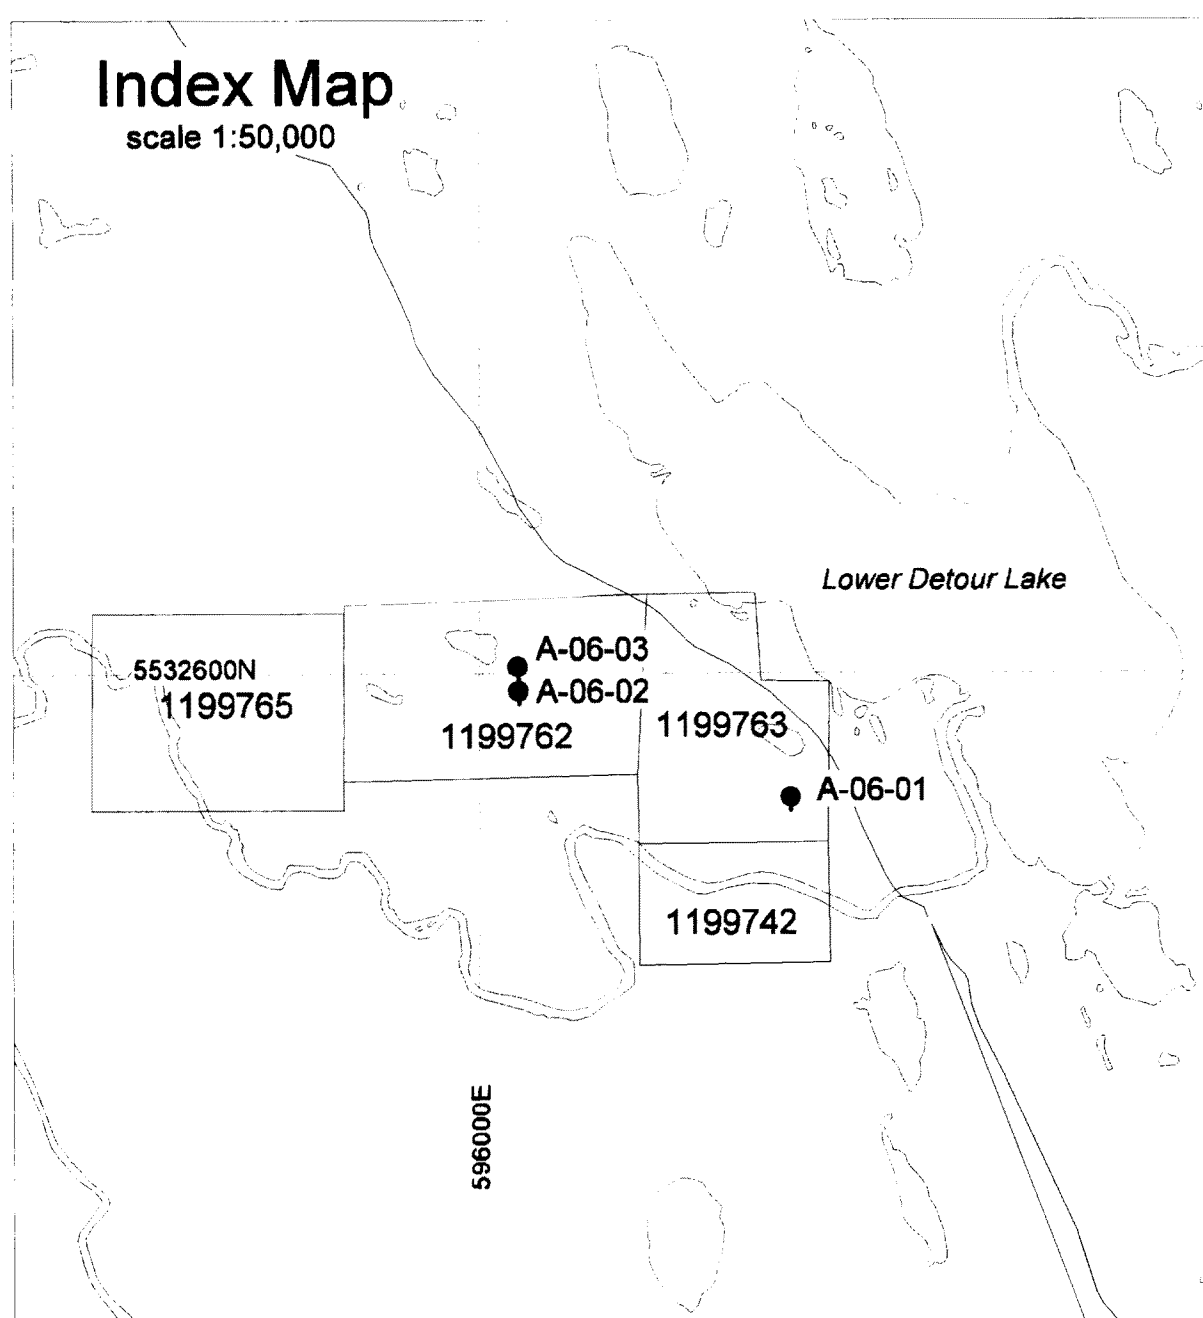 Index Map
scale 1:50,000
Lower Detour Lake
A-06-03
5532600N
A-06-02
1199765
1199763
1199762
A-06-01
1199742
596000E